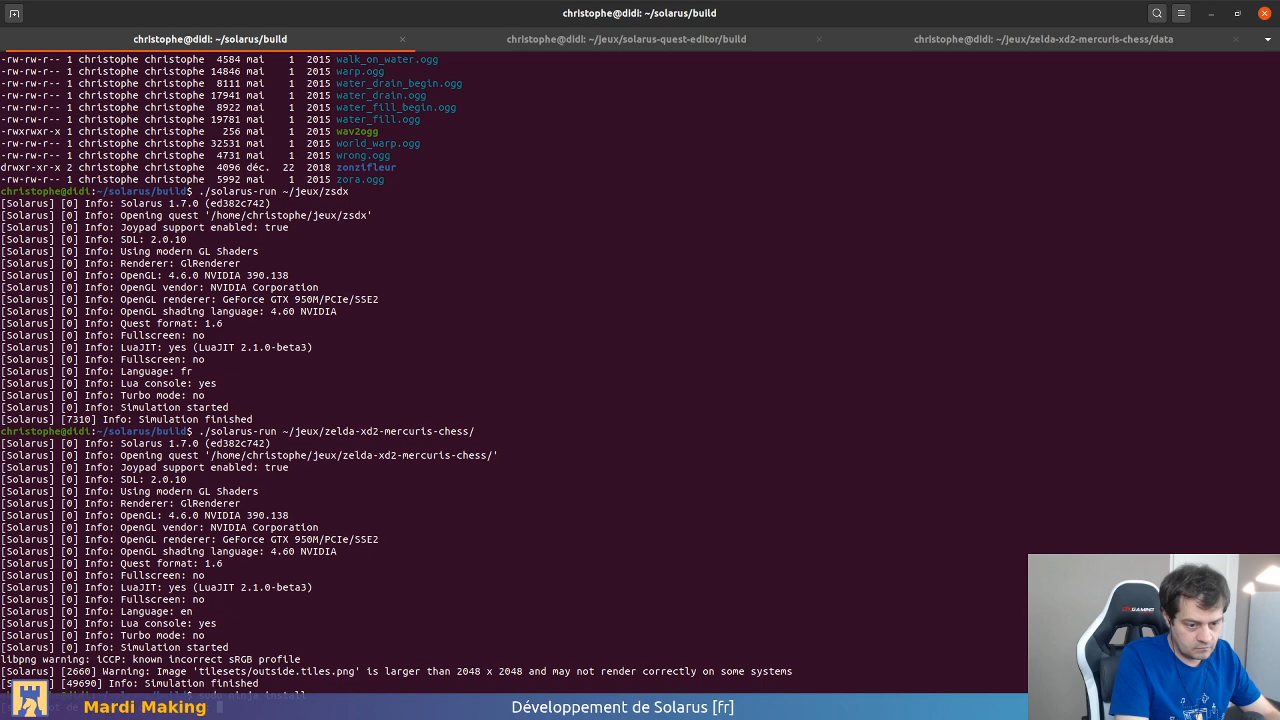 christophe@didi: ~/solarus/build
christophe@didi: ~/solarus/build
christophe@didi: ~/jeux/solarus-quest-editor/build
christophe@didi: ~/jeux/zelda-xd2-mercuris-chess/data
-rw-rw-r-- 1 christophe christophe 4584 mai 1 2015 walk_on_water.ogg
-rw-rw-r-- 1 christophe christophe 14846 mai 1 2015 warp.ogg
-rw-rw-r-- 1 christophe christophe 8111 mai 1 2015 water_drain_begin.ogg
-rw-rw-r-- 1 christophe christophe 17941 mai 1 2015 water_drain.ogg
-rw-rw-r-- 1 christophe christophe 8922 mai 1 2015 water_fill_begin.ogg
-rw-rw-r-- 1 christophe christophe 19781 mai 1 2015 water_fill.ogg
-rwxrwxr-x 1 christophe christophe 256 mai 1 2015 wav2ogg
-rw-rw-r-- 1 christophe christophe 32531 mai 1 2015 world_warp.ogg
-rw-rw-r-- 1 christophe christophe 4731 mai 1 2015 wrong.ogg
drwxr-xr-x 2 christophe christophe 4096 déc. 22 2018 zonzifleur
-rw-rw-r-- 1 christophe christophe 5992 mai 1 2015 zora.ogg
christophe@didi:~/solarus/build$ ./solarus-run ~/jeux/zsdx
[Solarus] [0] Info: Solarus 1.7.0 (ed382c742)
[Solarus] [0] Info: Opening quest '/home/christophe/jeux/zsdx'
[Solarus] [0] Info: Joypad support enabled: true
[Solarus] [0] Info: SDL: 2.0.10
[Solarus] [0] Info: Using modern GL Shaders
[Solarus] [0] Info: Renderer: GlRenderer
[Solarus] [0] Info: OpenGL: 4.6.0 NVIDIA 390.138
[Solarus] [0] Info: OpenGL vendor: NVIDIA Corporation
[Solarus] [0] Info: OpenGL renderer: GeForce GTX 950M/PCIe/SSE2
[Solarus] [0] Info: OpenGL shading language: 4.60 NVIDIA
[Solarus] [0] Info: Quest format: 1.6
[Solarus] [0] Info: Fullscreen: no
[Solarus] [0] Info: LuaJIT: yes (LuaJIT 2.1.0-beta3)
[Solarus] [0] Info: Fullscreen: no
[Solarus] [0] Info: Language: fr
[Solarus] [0] Info: Lua console: yes
[Solarus] [0] Info: Turbo mode: no
[Solarus] [0] Info: Simulation started
[Solarus] [7310] Info: Simulation finished
christophe@didi:~/solarus/build$ ./solarus-run ~/jeux/zelda-xd2-mercuris-chess/
[Solarus] [0] Info: Solarus 1.7.0 (ed382c742)
[Solarus] [0] Info: Opening quest '/home/christophe/jeux/zelda-xd2-mercuris-chess/'
[Solarus] [0] Info: Joypad support enabled: true
[Solarus] [0] Info: SDL: 2.0.10
[Solarus] [0] Info: Using modern GL Shaders
[Solarus] [0] Info: Renderer: GlRenderer
[Solarus] [0] Info: OpenGL: 4.6.0 NVIDIA 390.138
[Solarus] [0] Info: OpenGL vendor: NVIDIA Corporation
[Solarus] [0] Info: OpenGL renderer: GeForce GTX 950M/PCIe/SSE2
[Solarus] [0] Info: OpenGL shading language: 4.60 NVIDIA
[Solarus] [0] Info: Quest format: 1.6
[Solarus] [0] Info: Fullscreen: no
[Solarus] [0] Info: LuaJIT: yes (LuaJIT 2.1.0-beta3)
[Solarus] [0] Info: Fullscreen: no
[Solarus] [0] Info: Language: en
[Solarus] [0] Info: Lua console: yes
[Solarus] [0] Info: Turbo mode: no
[Solarus] [0] Info: Simulation started
libpng warning: iCCP: known incorrect sRGB profile
[Solarus] [2660] Warning: Image 'tilesets/outside.tiles.png' is larger than 2048 x 2048 and may not render correctly on some systems
[Solarus] [49690] Info: Simulation finished
sudo ninja install
Mardi Making
Développement de Solarus [fr]